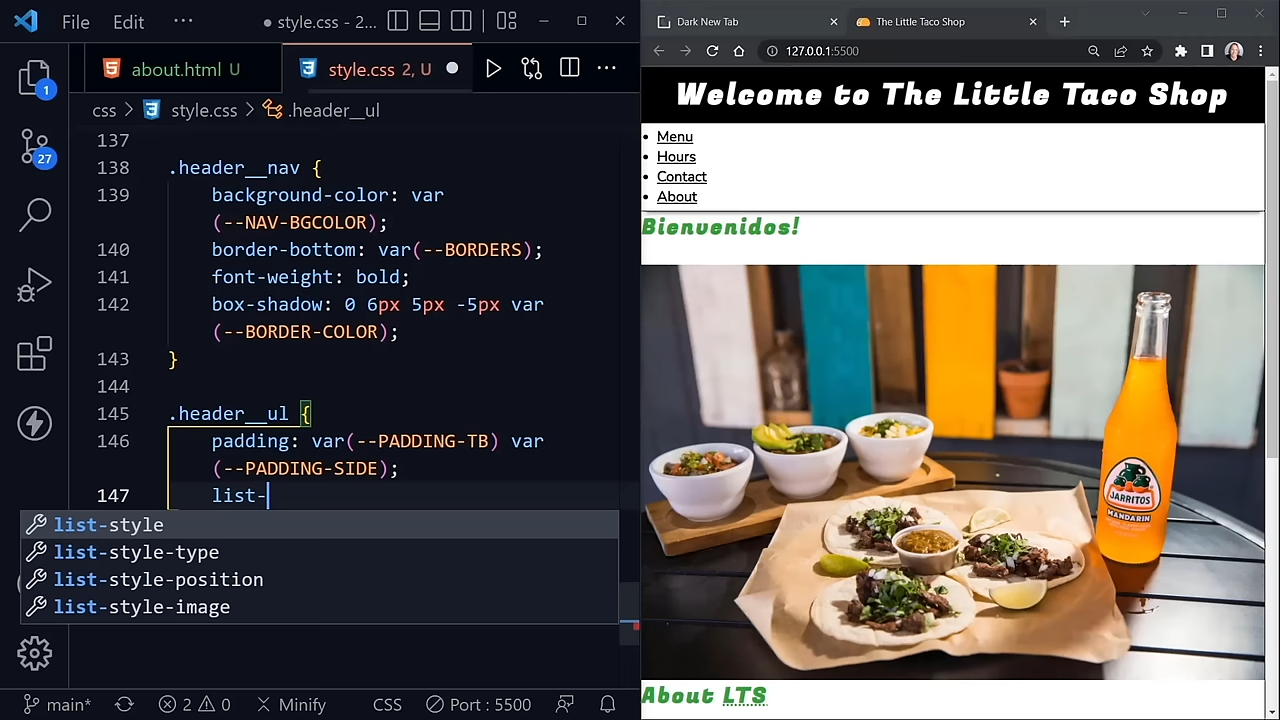 File Edit ··· style.css - 2...
about.html U style.css 2, U
css > style.css > .header__ul
137
138 .header__nav {
139 background-color: var
(--NAV-BGCOLOR);
140 border-bottom: var(--BORDERS);
141 font-weight: bold;
142 box-shadow: 0 6px 5px -5px var
(--BORDER-COLOR);
143 }
144
145 .header__ul {
146 padding: var(--PADDING-TB) var
(--PADDING-SIDE);
147 list-
list-style
list-style-type
list-style-position
list-style-image
1
27
main* 2 0 Minify CSS Port : 5500
Dark New Tab The Little Taco Shop
127.0.0.1:5500
Welcome to The Little Taco Shop
Menu
Hours
Contact
About
Bienvenidos!
JARRITOS
MANDARIN
About LTS